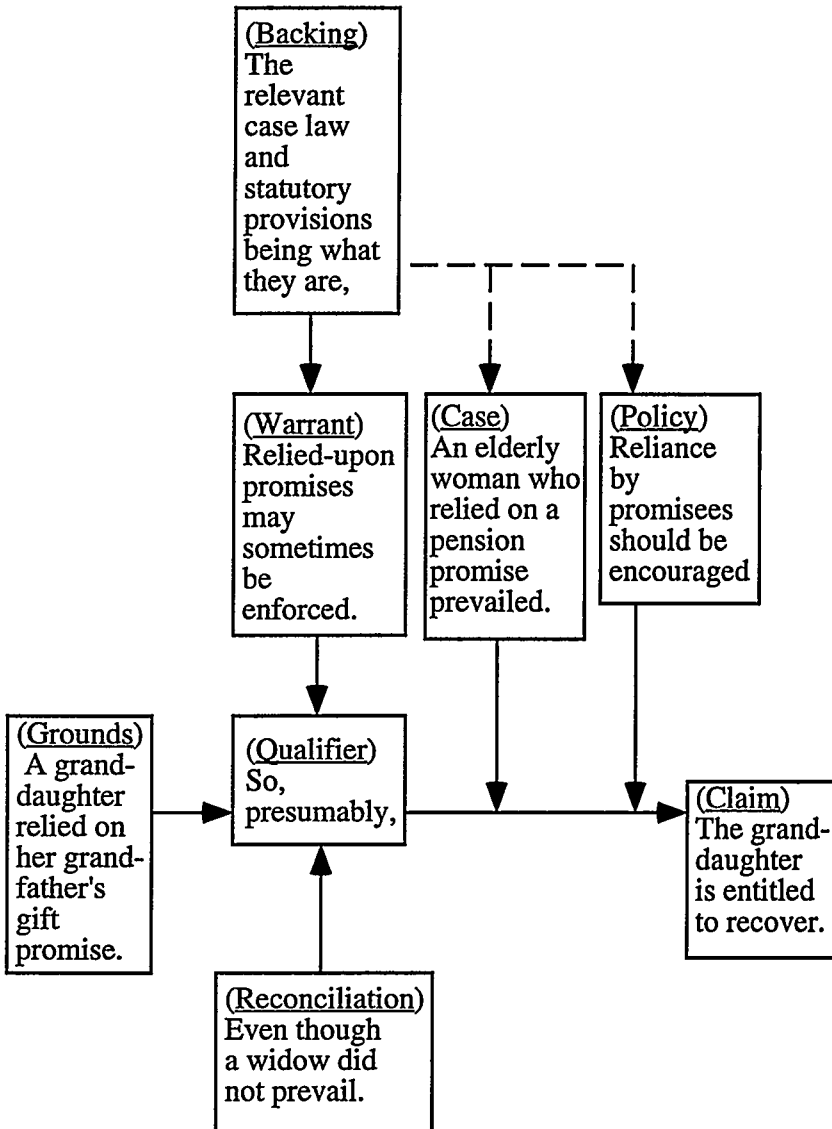 (Backing)
The
relevant
case law
and
statutory
provisions
being what
they are,
(Warrant)
Relied-upon
promises
may
sometimes
be
enforced.
(Case)
An elderly
woman who
relied on a
pension
promise
prevailed.
(Policy)
Reliance
by
promisees
should be
encouraged
(Grounds)
A grand-
daughter
relied on
her grand-
father's
gift
promise.
(Qualifier)
So,
presumably,
(Claim)
The grand-
daughter
is entitled
to recover.
(Reconciliation)
Even though
a widow did
not prevail.